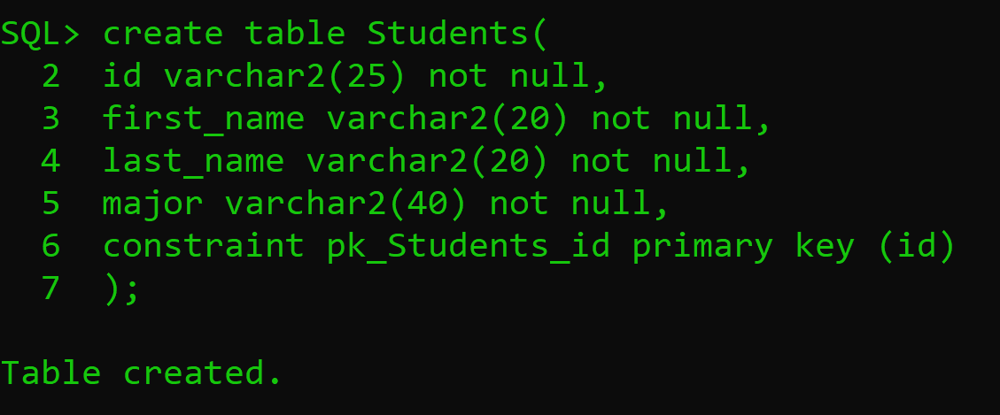 SQL> create table Students(
  2  id varchar2(25) not null,
  3  first_name varchar2(20) not null,
  4  last_name varchar2(20) not null,
  5  major varchar2(40) not null,
  6  constraint pk_Students_id primary key (id)
  7  );
Table created.